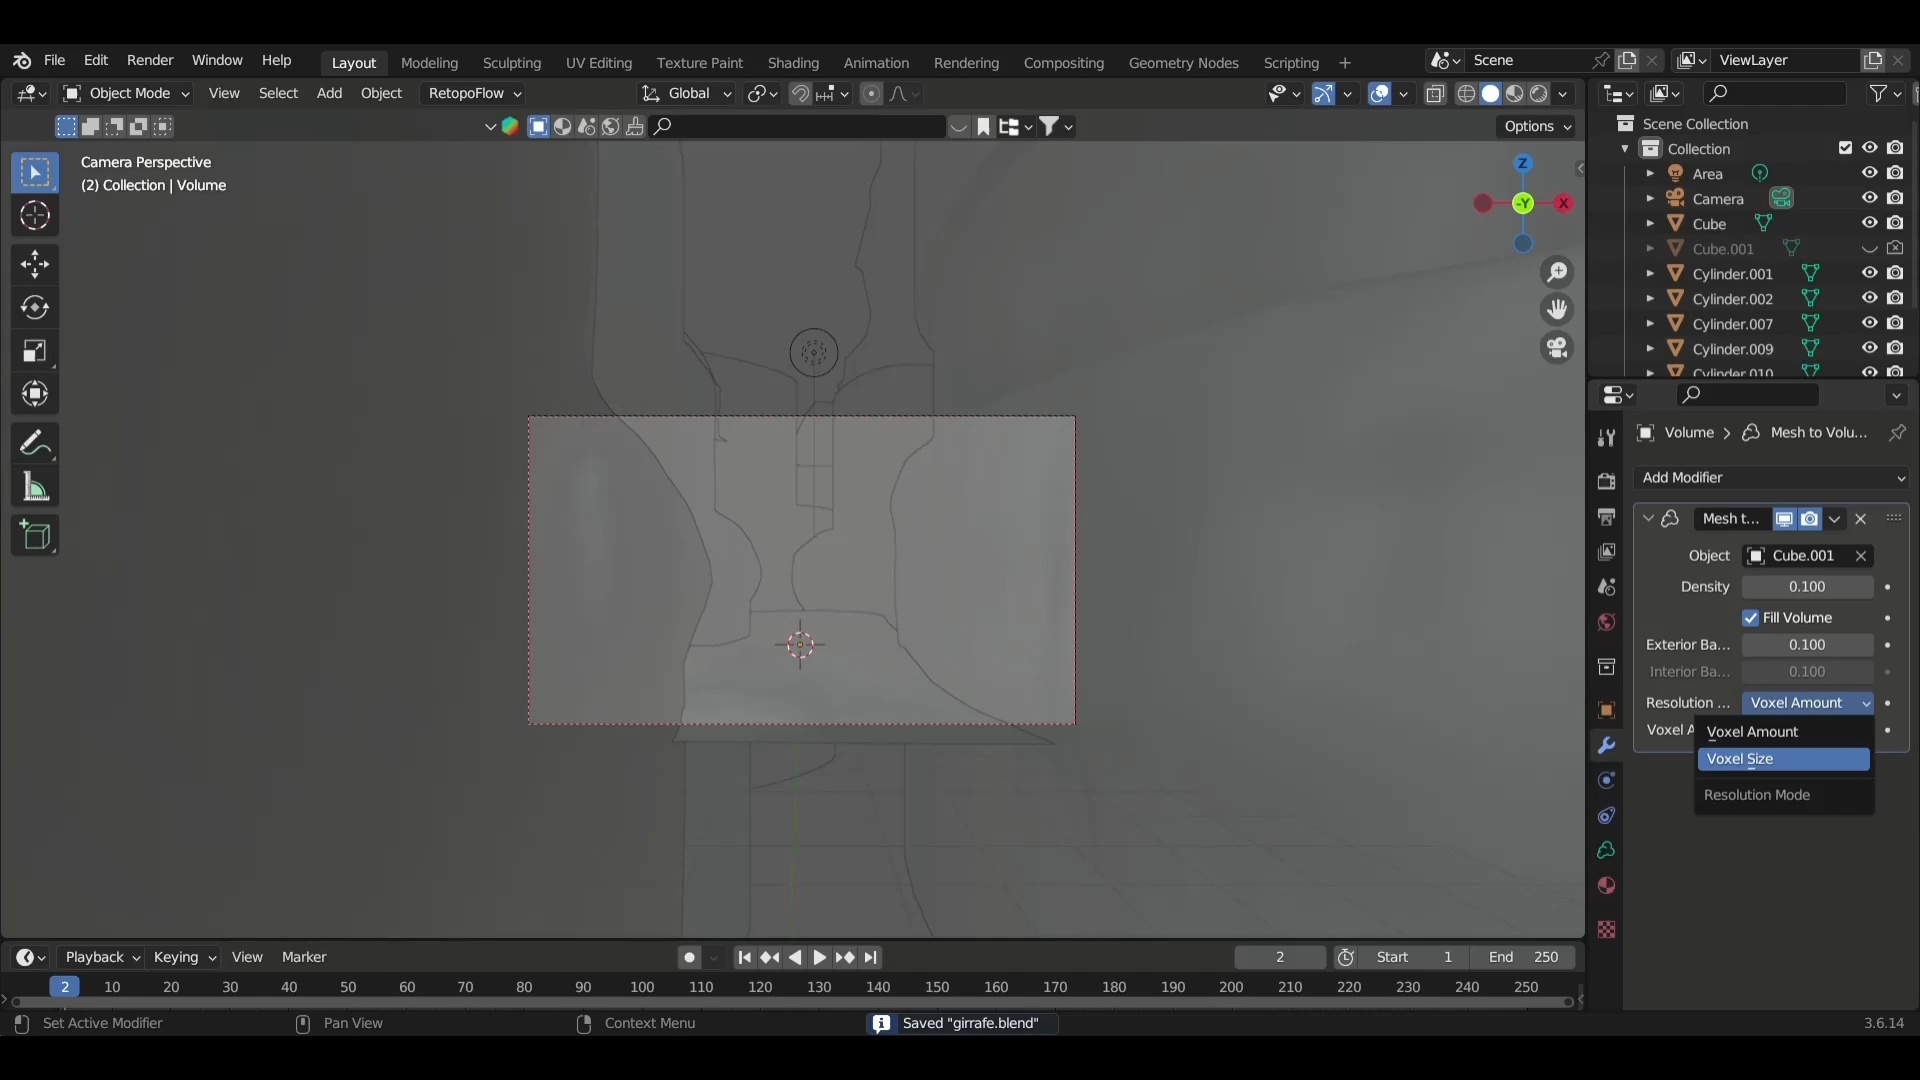 File Edit Render Window Help Layout Modeling Sculpting UV Editing Texture Paint Shading Animation Rendering Compositing Geometry Nodes Scripting + Scene ViewLayer
Object Mode View Select Add Object RetopoFlow Global
Options
Camera Perspective
(2) Collection | Volume
Z
-Y
X
Scene Collection
Collection
Area
Camera
Cube
Cube.001
Cylinder.001
Cylinder.002
Cylinder.007
Cylinder.009
Cylinder.010
Volume > Mesh to Volu...
Add Modifier
Mesh t...
Object Cube.001
Density 0.100
Fill Volume
Exterior Ba... 0.100
Interior Ba... 0.100
Resolution ... Voxel Amount
Voxel A
Voxel Amount
Voxel Size
Resolution Mode
Playback Keying View Marker 2 Start 1 End 250
2 10 20 30 40 50 60 70 80 90 100 110 120 130 140 150 160 170 180 190 200 210 220 230 240 250
Set Active Modifier Pan View Context Menu Saved "girrafe.blend" 3.6.14